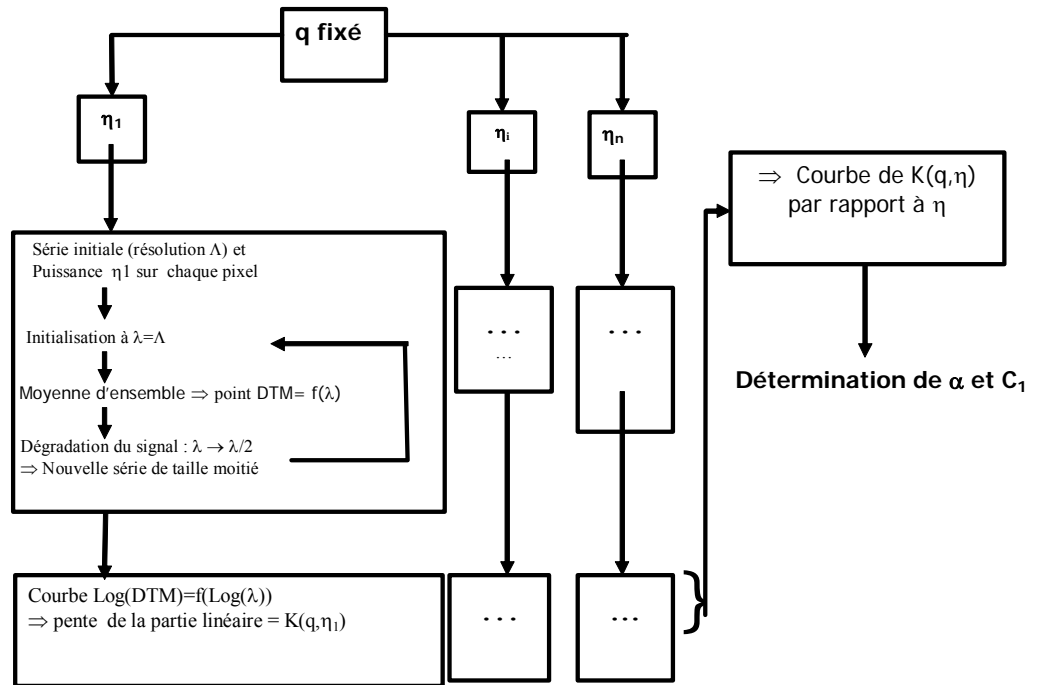 q fixé
η1
ηi
ηn
⇒ Courbe de K(q,η)
par rapport à η
Série initiale (résolution Λ) et
Puissance η1 sur chaque pixel
Initialisation à λ=Λ
Moyenne d'ensemble ⇒ point DTM= f(λ)
Dégradation du signal : λ → λ/2
⇒ Nouvelle série de taille moitié
...
...
...
Détermination de α et C1
Courbe Log(DTM)=f(Log(λ))
⇒ pente de la partie linéaire = K(q,η1)
...
...